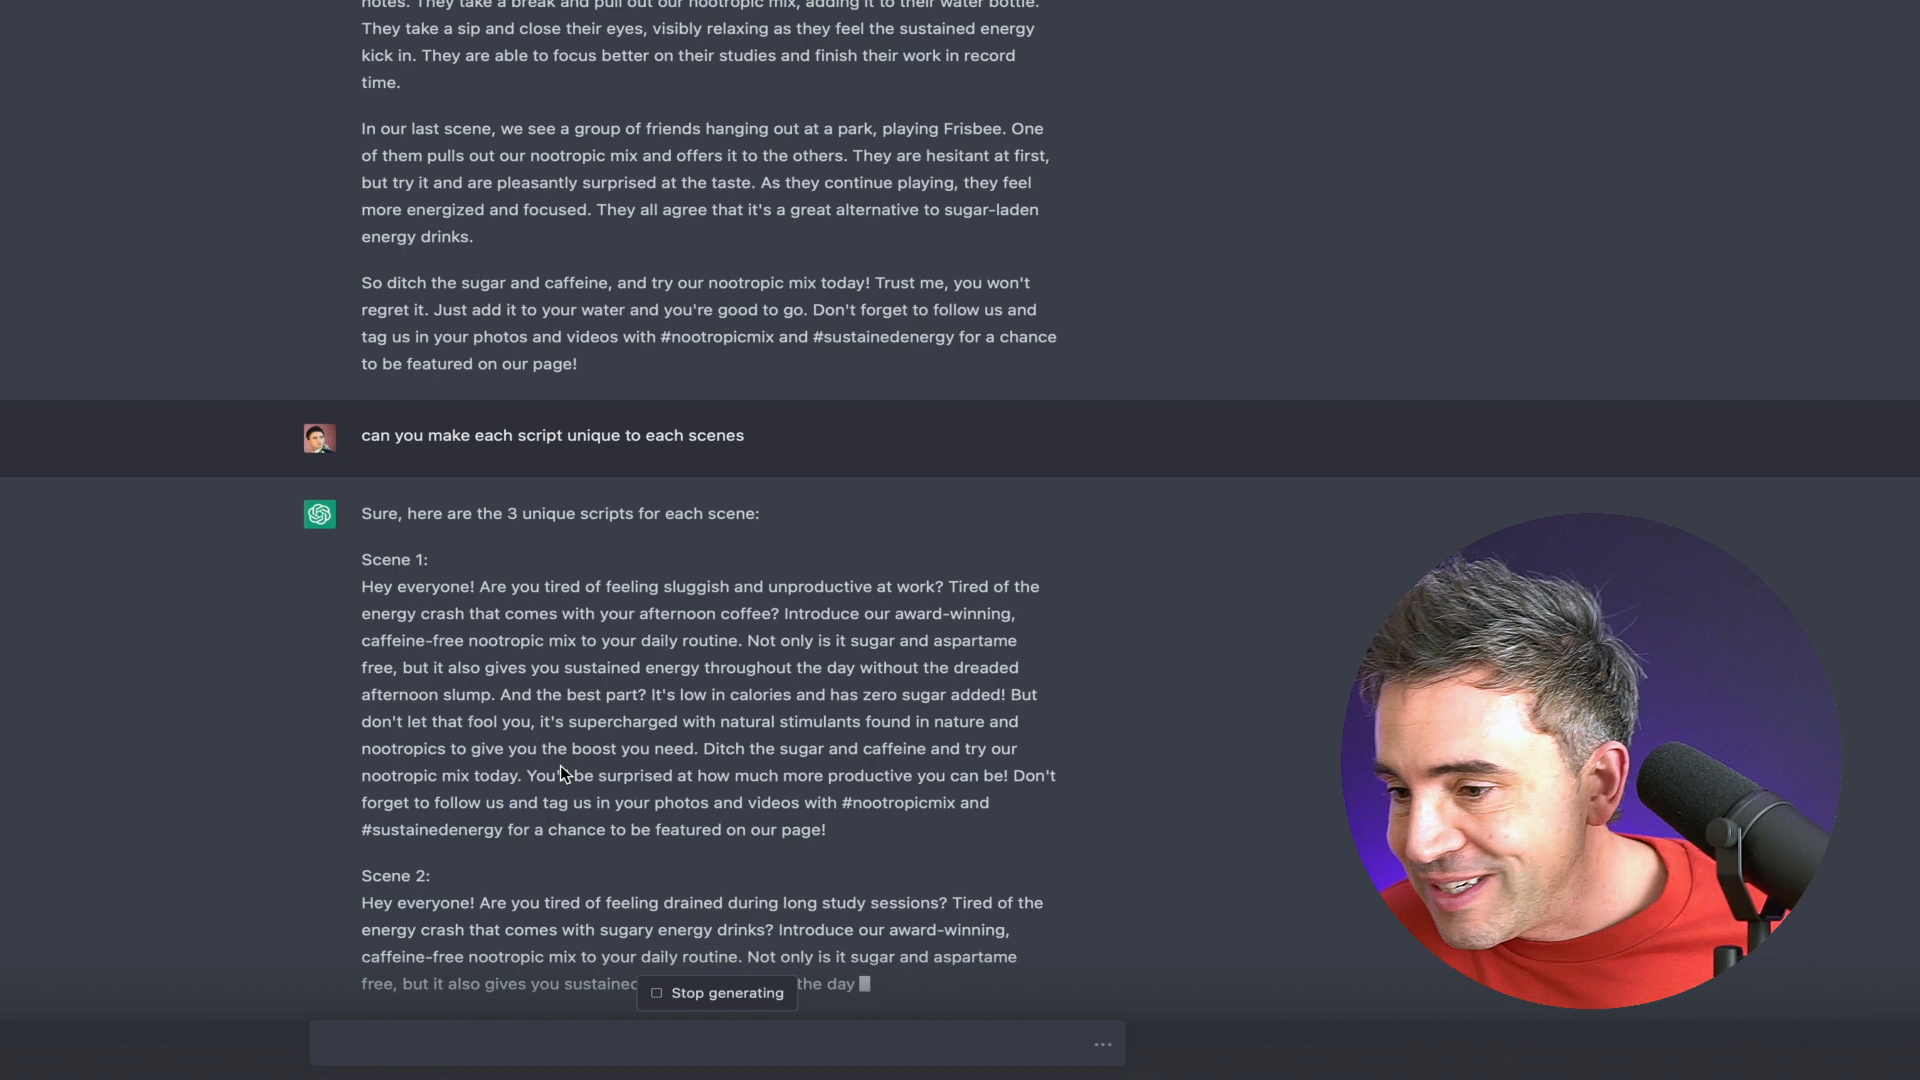 notes. They take a break and pull out our nootropic mix, adding it to their water bottle.
They take a sip and close their eyes, visibly relaxing as they feel the sustained energy
kick in. They are able to focus better on their studies and finish their work in record
time.
In our last scene, we see a group of friends hanging out at a park, playing Frisbee. One
of them pulls out our nootropic mix and offers it to the others. They are hesitant at first,
but try it and are pleasantly surprised at the taste. As they continue playing, they feel
more energized and focused. They all agree that it's a great alternative to sugar-laden
energy drinks.
So ditch the sugar and caffeine, and try our nootropic mix today! Trust me, you won't
regret it. Just add it to your water and you're good to go. Don't forget to follow us and
tag us in your photos and videos with #nootropicmix and #sustainedenergy for a chance
to be featured on our page!
can you make each script unique to each scenes
Sure, here are the 3 unique scripts for each scene:
Scene 1:
Hey everyone! Are you tired of feeling sluggish and unproductive at work? Tired of the
energy crash that comes with your afternoon coffee? Introduce our award-winning,
caffeine-free nootropic mix to your daily routine. Not only is it sugar and aspartame
free, but it also gives you sustained energy throughout the day without the dreaded
afternoon slump. And the best part? It's low in calories and has zero sugar added! But
don't let that fool you, it's supercharged with natural stimulants found in nature and
nootropics to give you the boost you need. Ditch the sugar and caffeine and try our
nootropic mix today. You'll be surprised at how much more productive you can be! Don't
forget to follow us and tag us in your photos and videos with #nootropicmix and
#sustainedenergy for a chance to be featured on our page!
Scene 2:
Hey everyone! Are you tired of feeling drained during long study sessions? Tired of the
energy crash that comes with sugary energy drinks? Introduce our award-winning,
caffeine-free nootropic mix to your daily routine. Not only is it sugar and aspartame
free, but it also gives you sustained the day
Stop generating